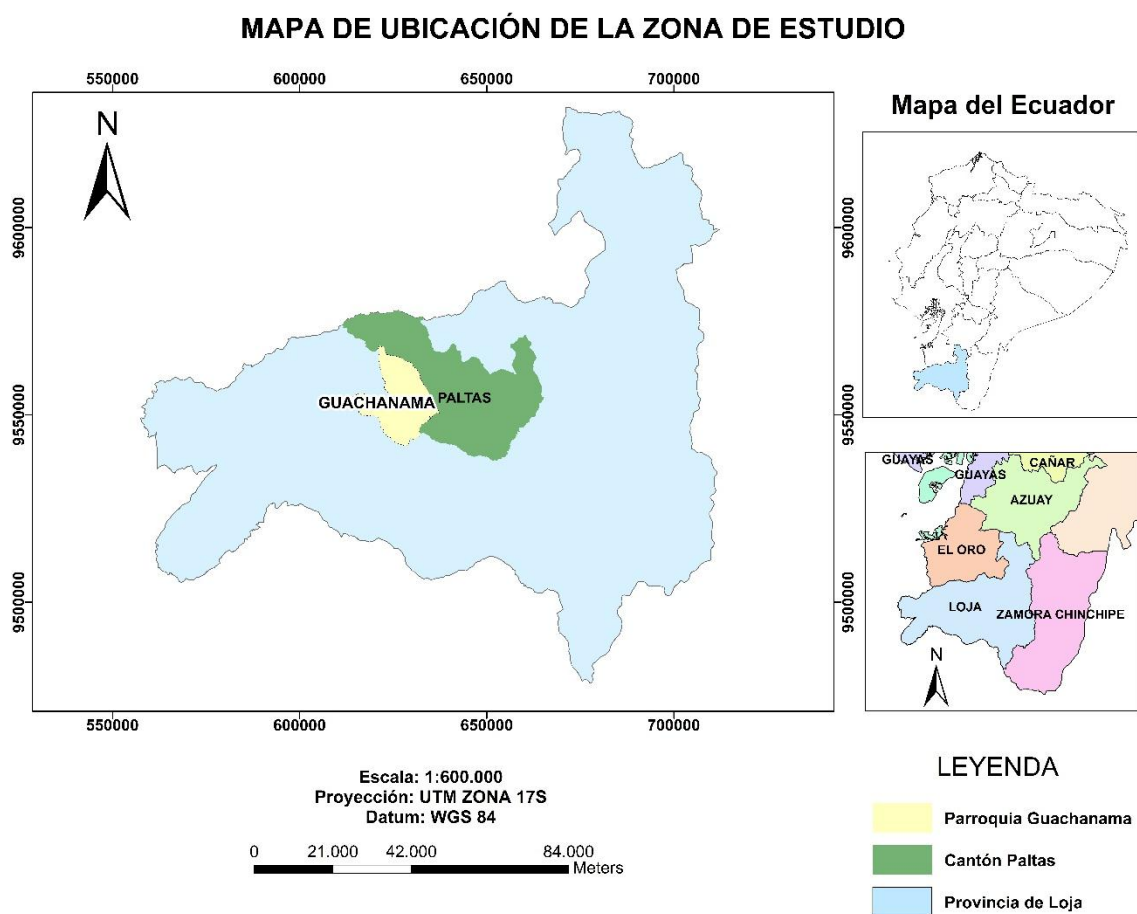 MAPA DE UBICACIÓN DE LA ZONA DE ESTUDIO
550000 600000 650000 700000
N
9600000
9550000
9500000
9600000
9550000
9500000
GUACHANAMA
PALTAS
550000 600000 650000 700000
Escala: 1:600.000
Proyección: UTM ZONA 17S
Datum: WGS 84
0 21.000 42.000 84.000
Meters
Mapa del Ecuador
GUAYAS
GUAYAS
CAÑAR
AZUAY
EL ORO
LOJA
ZAMORA CHINCHIPE
N
LEYENDA
Parroquia Guachanama
Cantón Paltas
Provincia de Loja